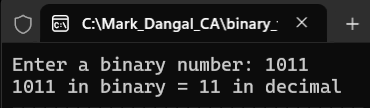 C:\Mark_Dangal_CA\binary_
Enter a binary number: 1011
1011 in binary = 11 in decimal